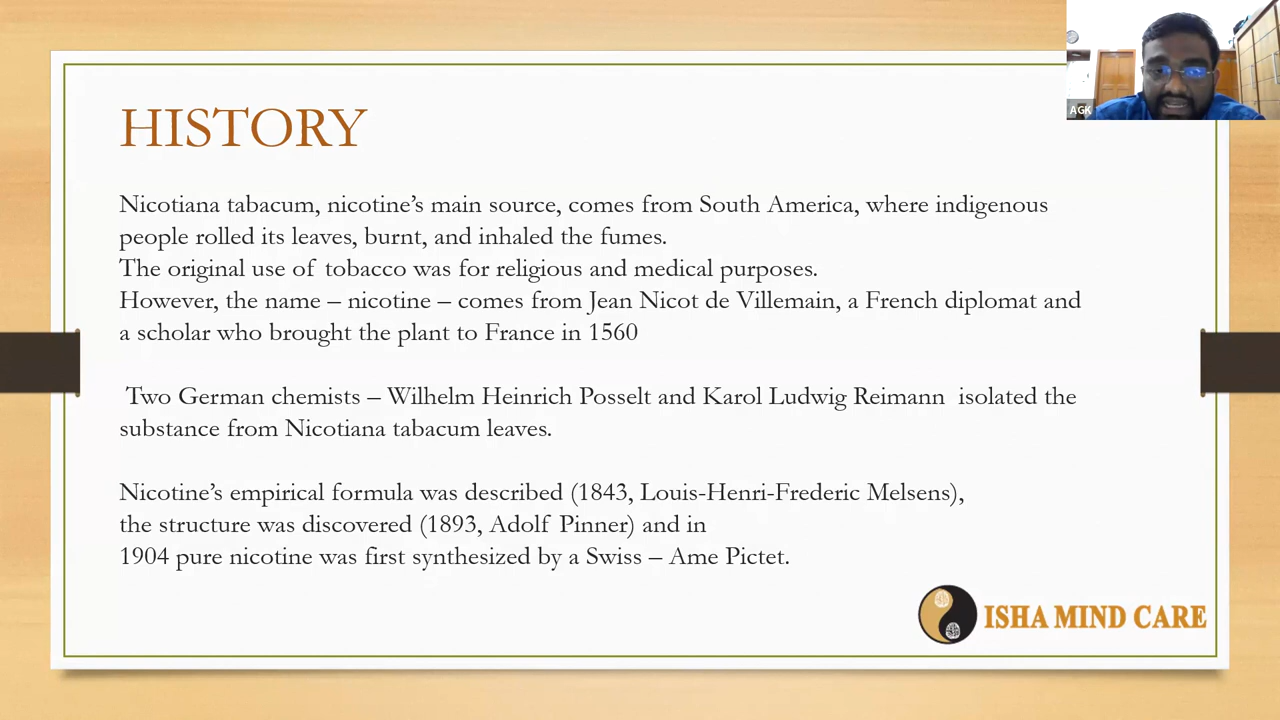 HISTORY
Nicotiana tabacum, nicotine’s main source, comes from South America, where indigenous
people rolled its leaves, burnt, and inhaled the fumes.
The original use of tobacco was for religious and medical purposes.
However, the name – nicotine – comes from Jean Nicot de Villemain, a French diplomat and
a scholar who brought the plant to France in 1560
Two German chemists – Wilhelm Heinrich Posselt and Karol Ludwig Reimann isolated the
substance from Nicotiana tabacum leaves.
Nicotine’s empirical formula was described (1843, Louis-Henri-Frederic Melsens),
the structure was discovered (1893, Adolf Pinner) and in
1904 pure nicotine was first synthesized by a Swiss – Ame Pictet.
ISHA MIND CARE
AGK